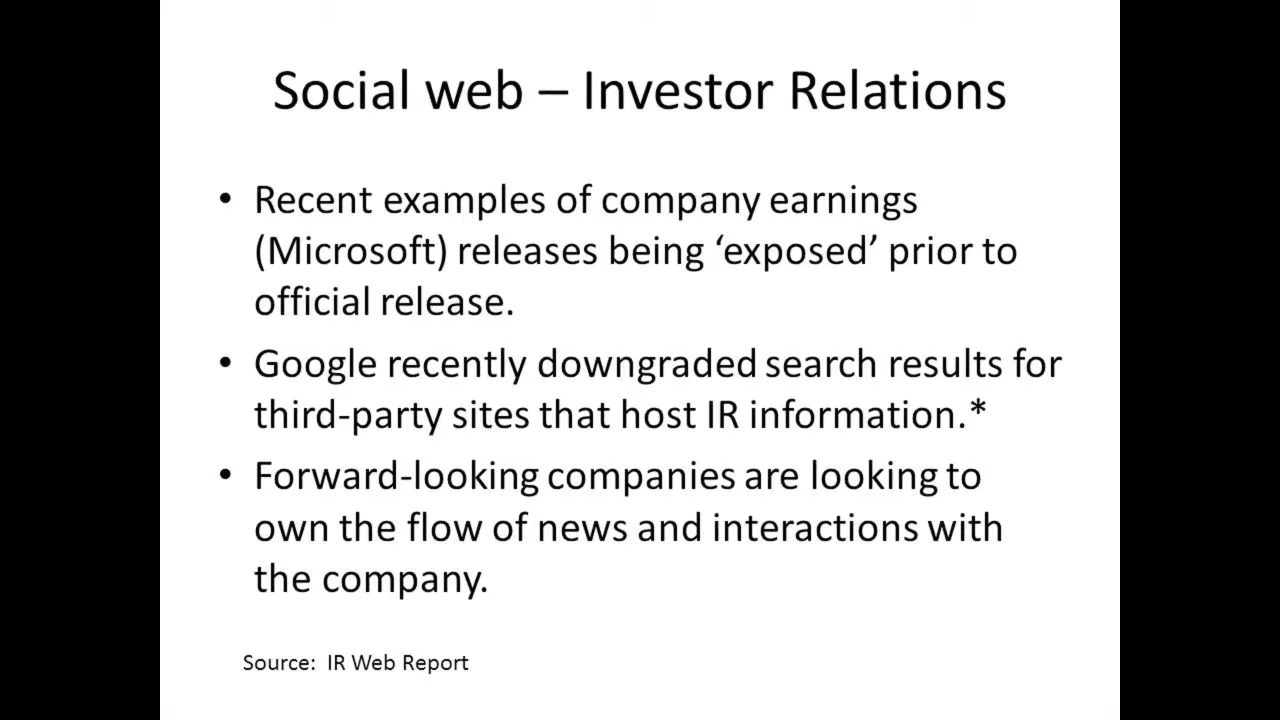 Social web – Investor Relations
• Recent examples of company earnings
(Microsoft) releases being ‘exposed’ prior to
official release.
• Google recently downgraded search results for
third-party sites that host IR information.*
• Forward-looking companies are looking to
own the flow of news and interactions with
the company.
Source:  IR Web Report